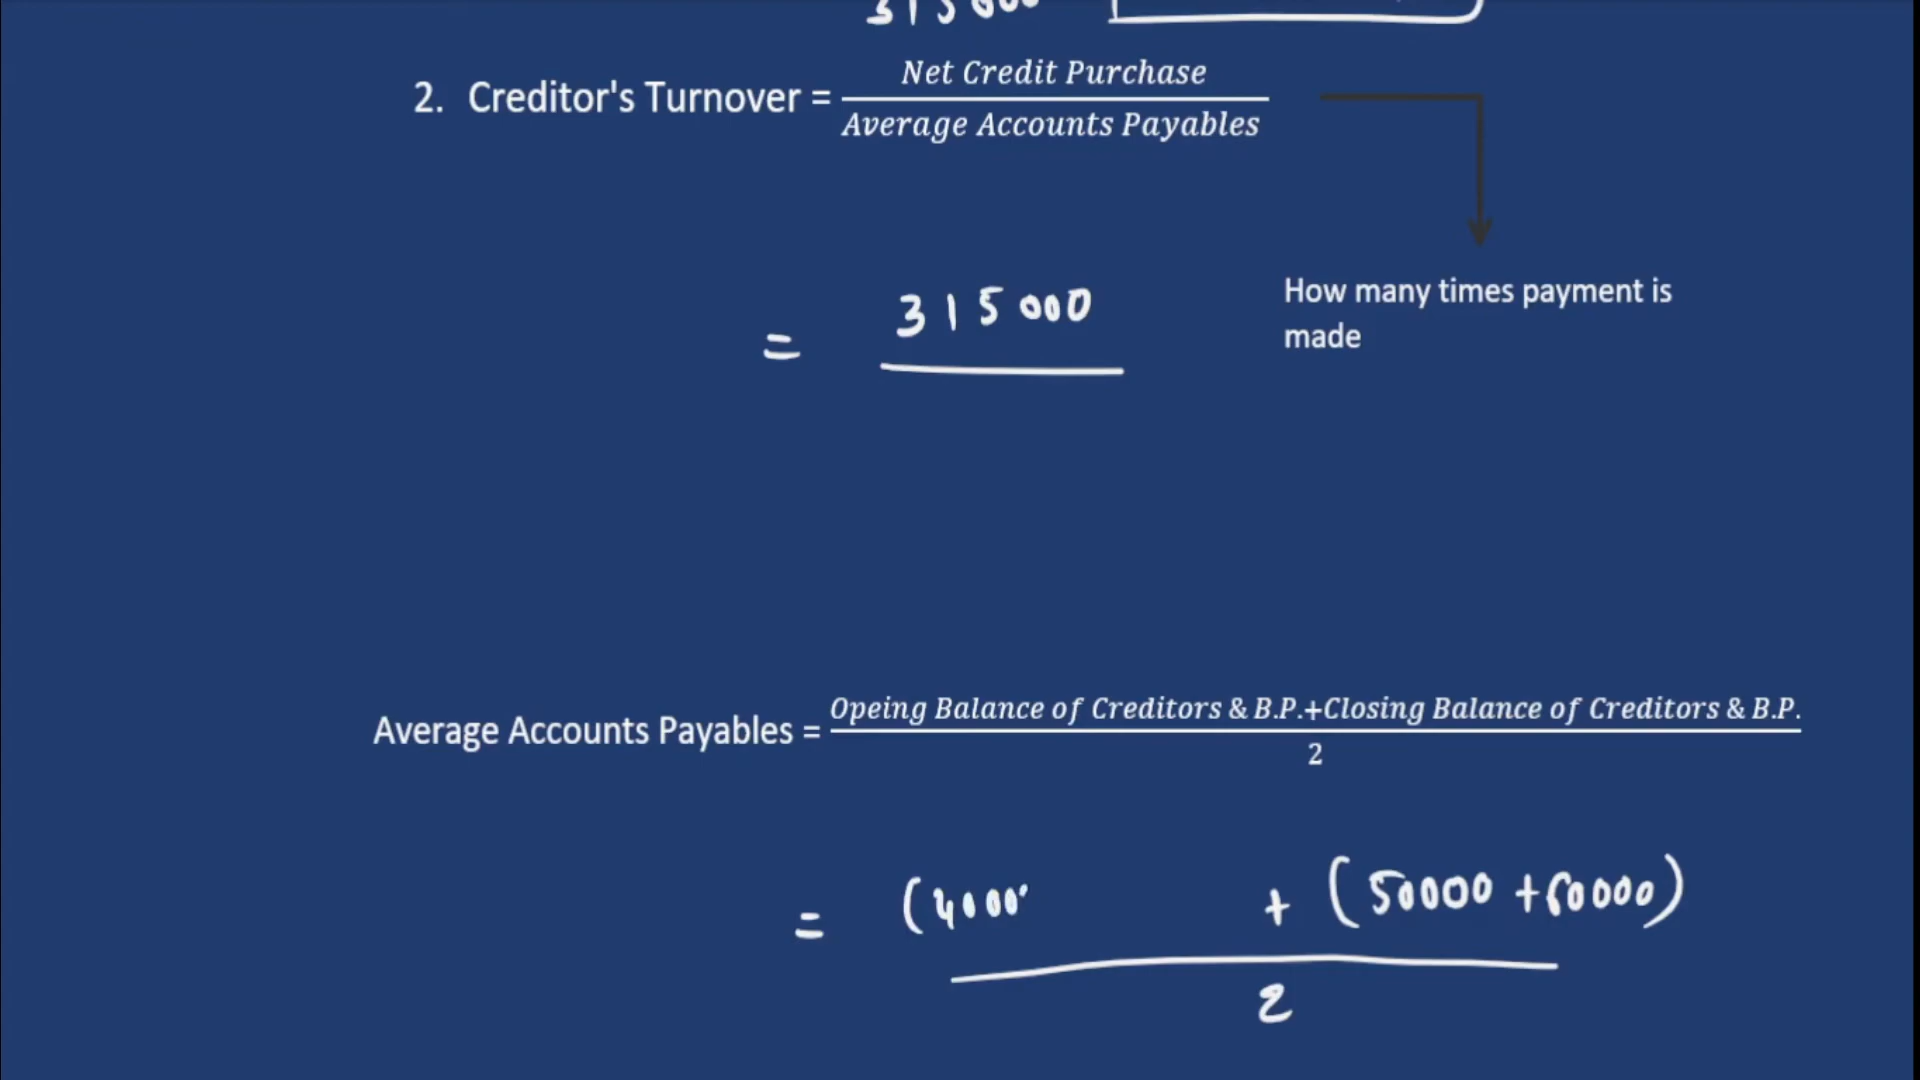 315000
2. Creditor's Turnover = Net Credit Purchase
Average Accounts Payables
= 315000
How many times payment is
made
Average Accounts Payables = Opeing Balance of Creditors & B.P.+Closing Balance of Creditors & B.P.
2
= (4000 + (50000 + 60000)
2